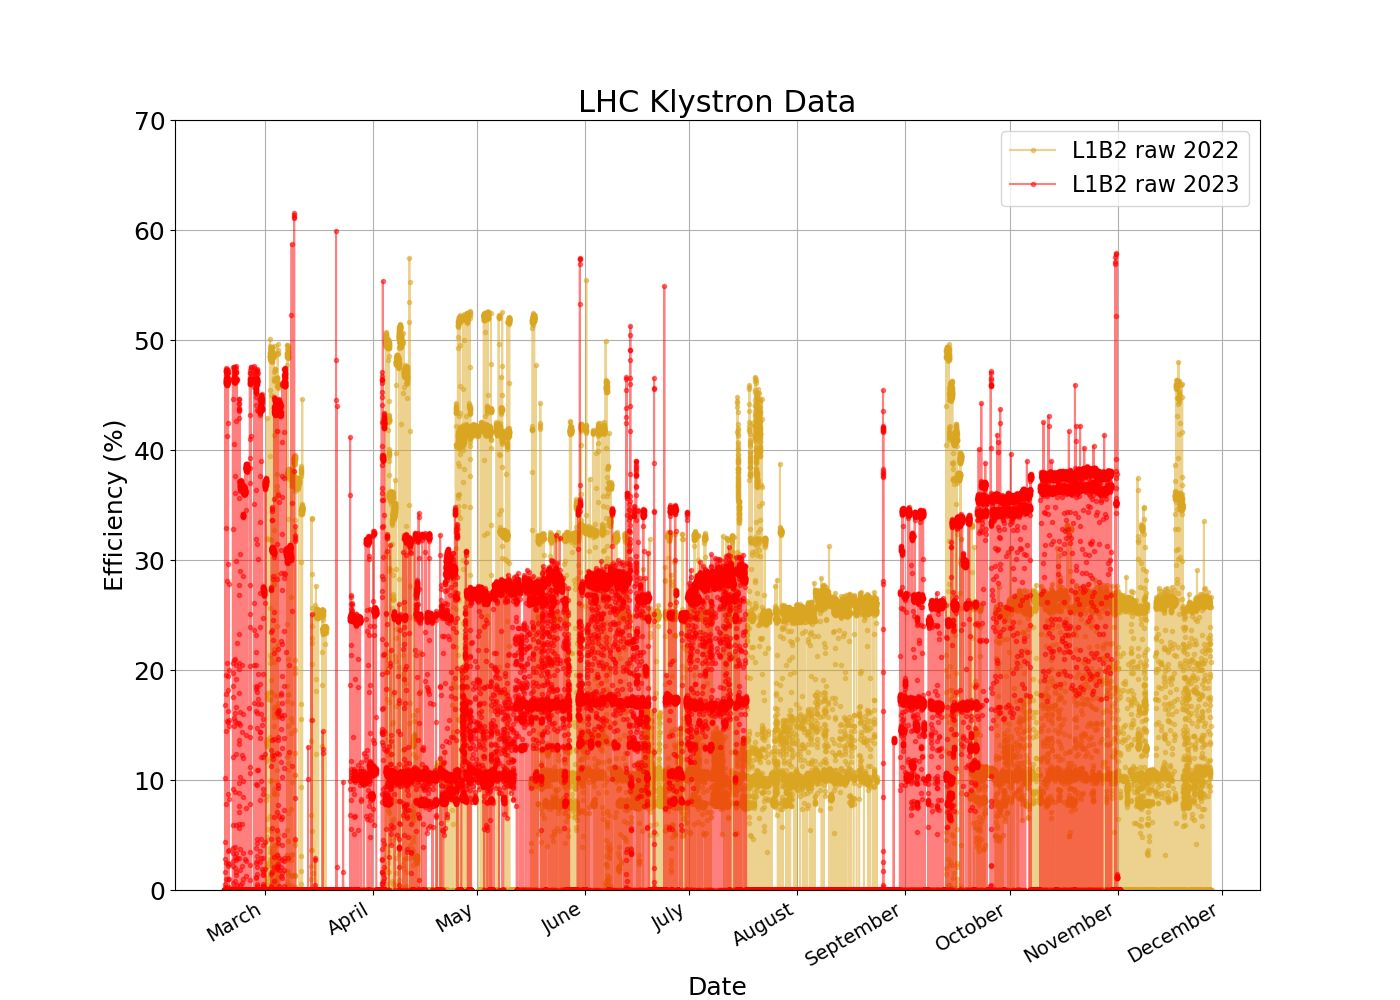 LHC Klystron Data
L1B2 raw 2022
L1B2 raw 2023
Efficiency (%)
70
60
50
40
30
20
10
0
March
April
May
June
July
August
September
October
November
December
Date